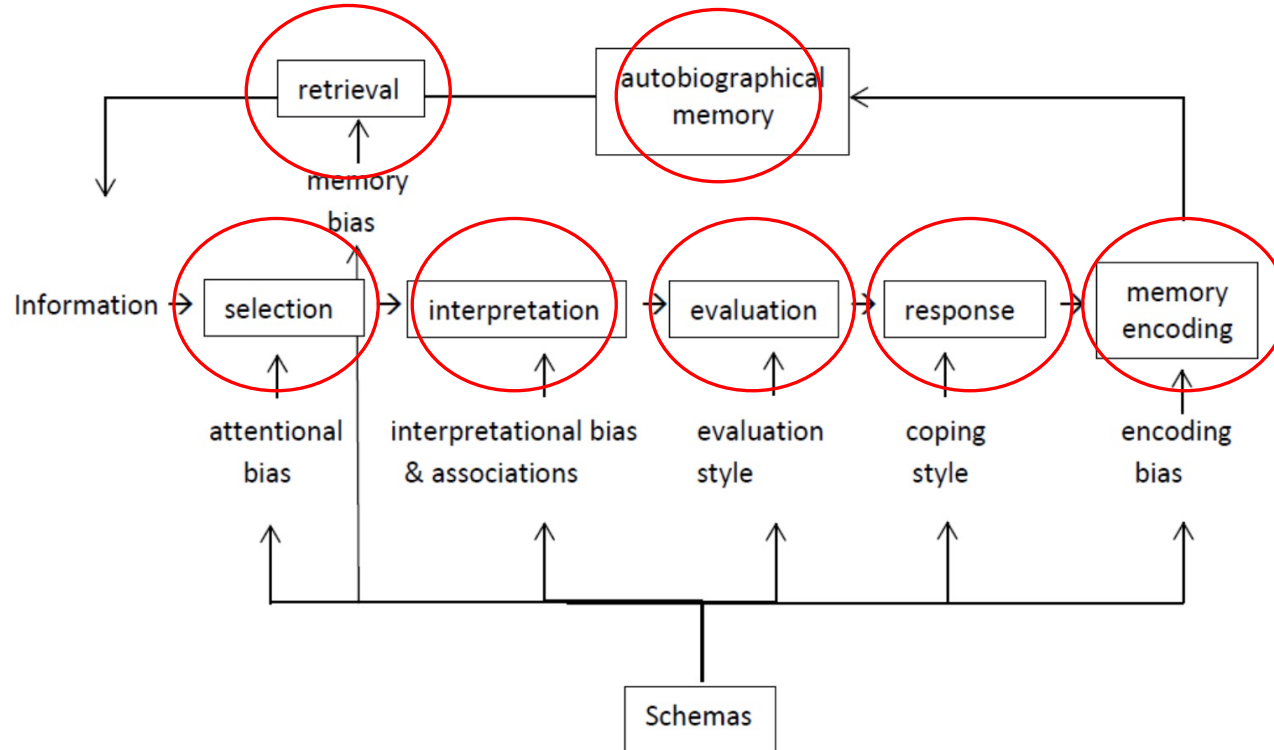 retrieval
autobiographical
memory
memory
bias
Information
selection
interpretation
evaluation
response
memory
encoding
attentional
bias
interpretational bias
& associations
evaluation
style
coping
style
encoding
bias
Schemas